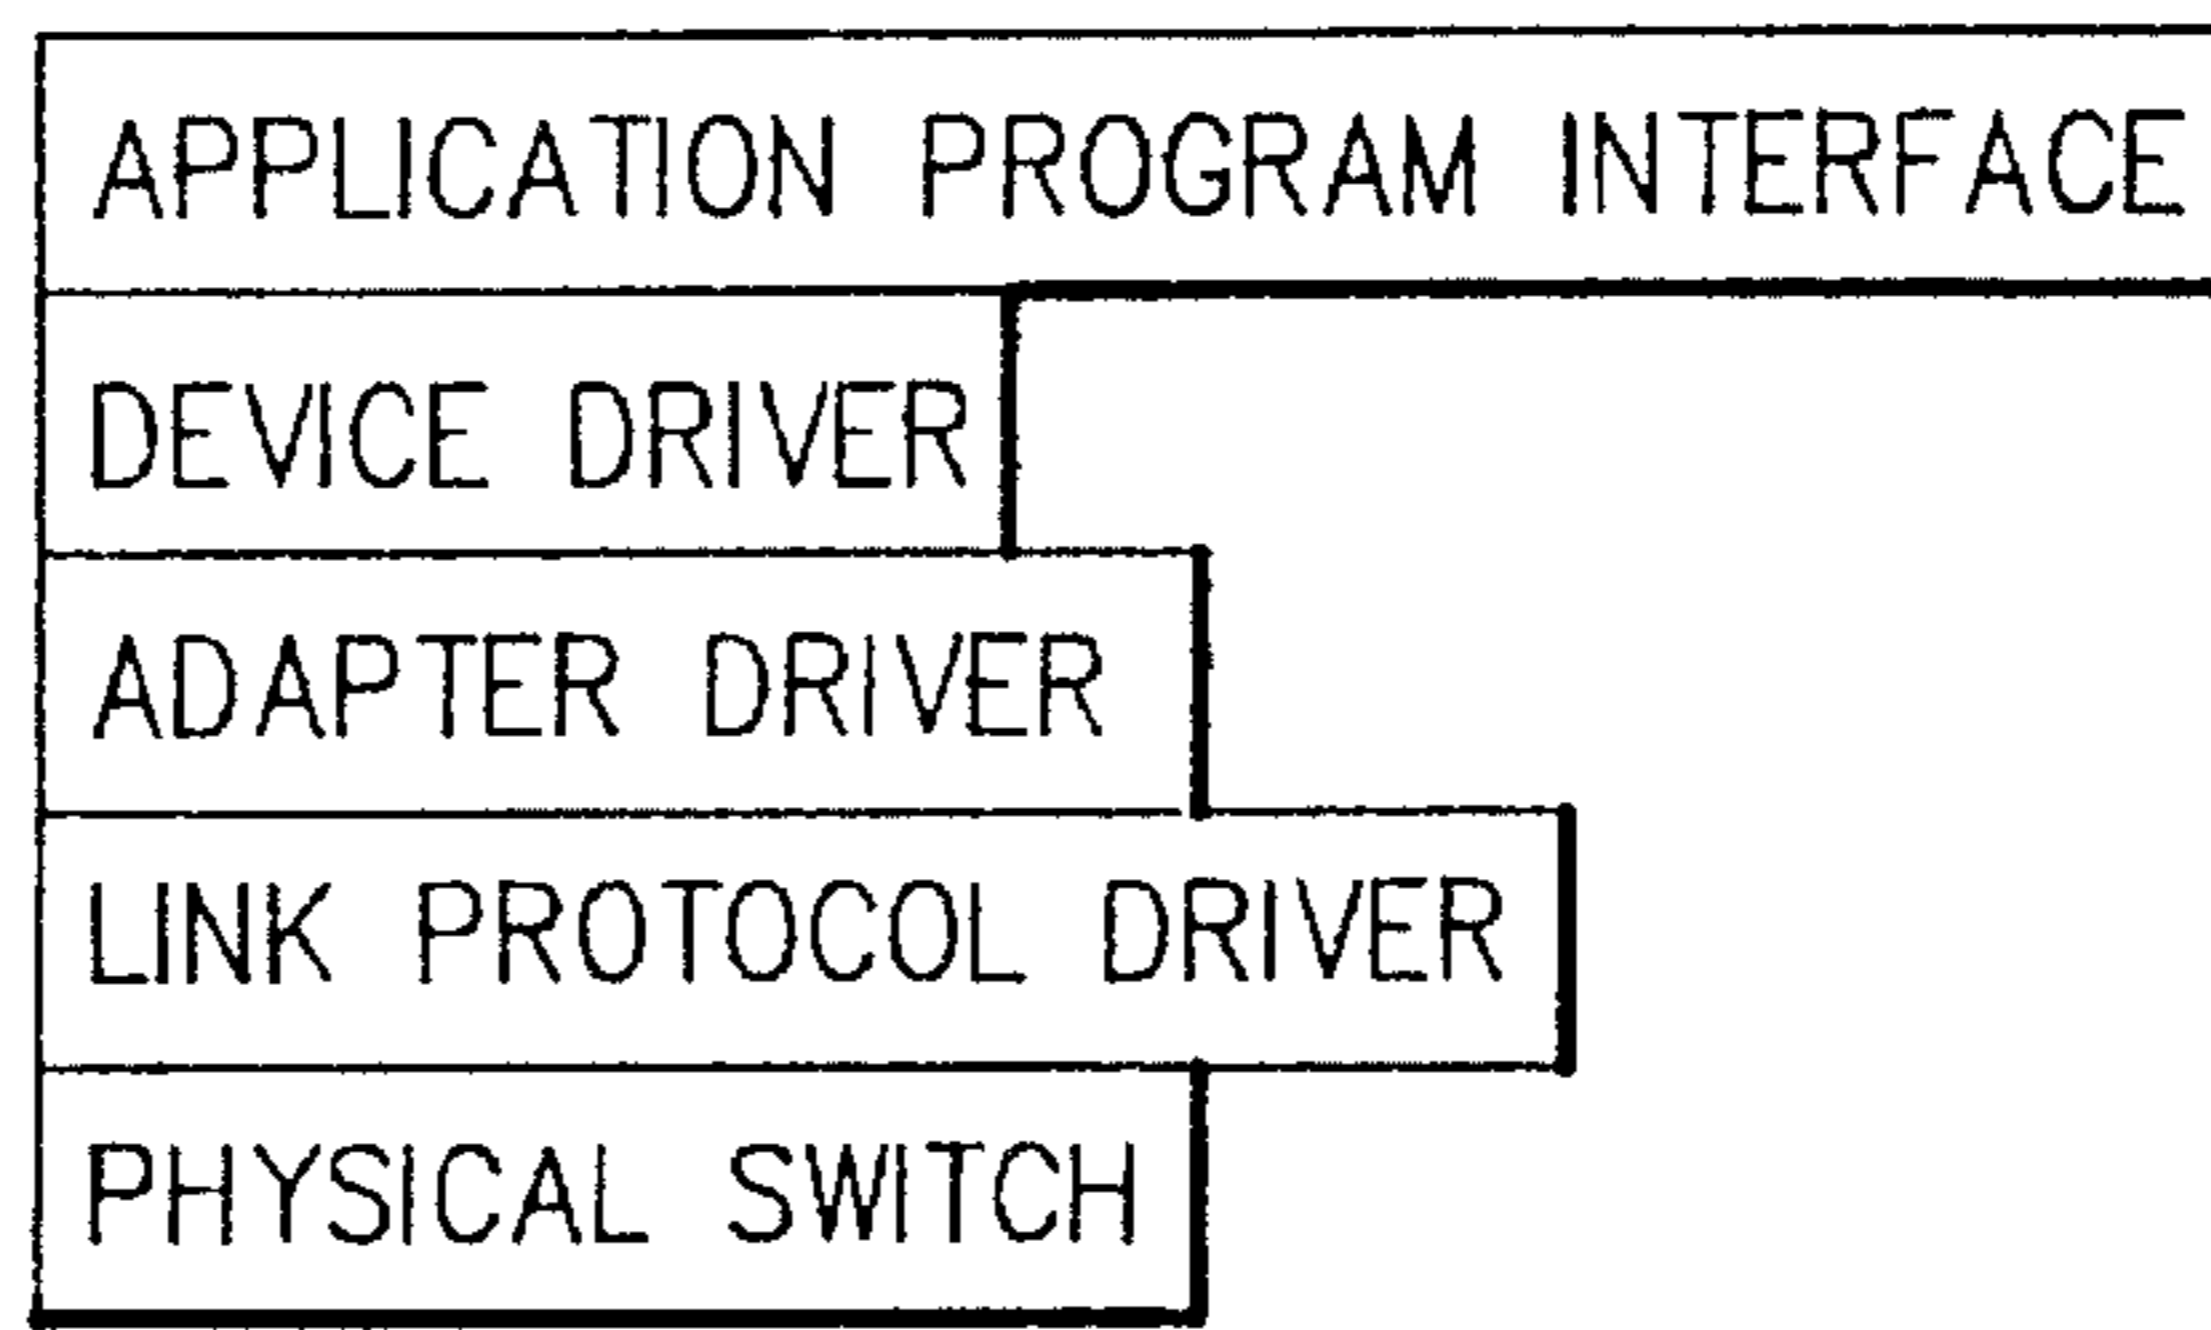 APPLICATION PROGRAM INTERFACE
DEVICE DRIVER
ADAPTER DRIVER
LINK PROTOCOL DRIVER
PHYSICAL SWITCH